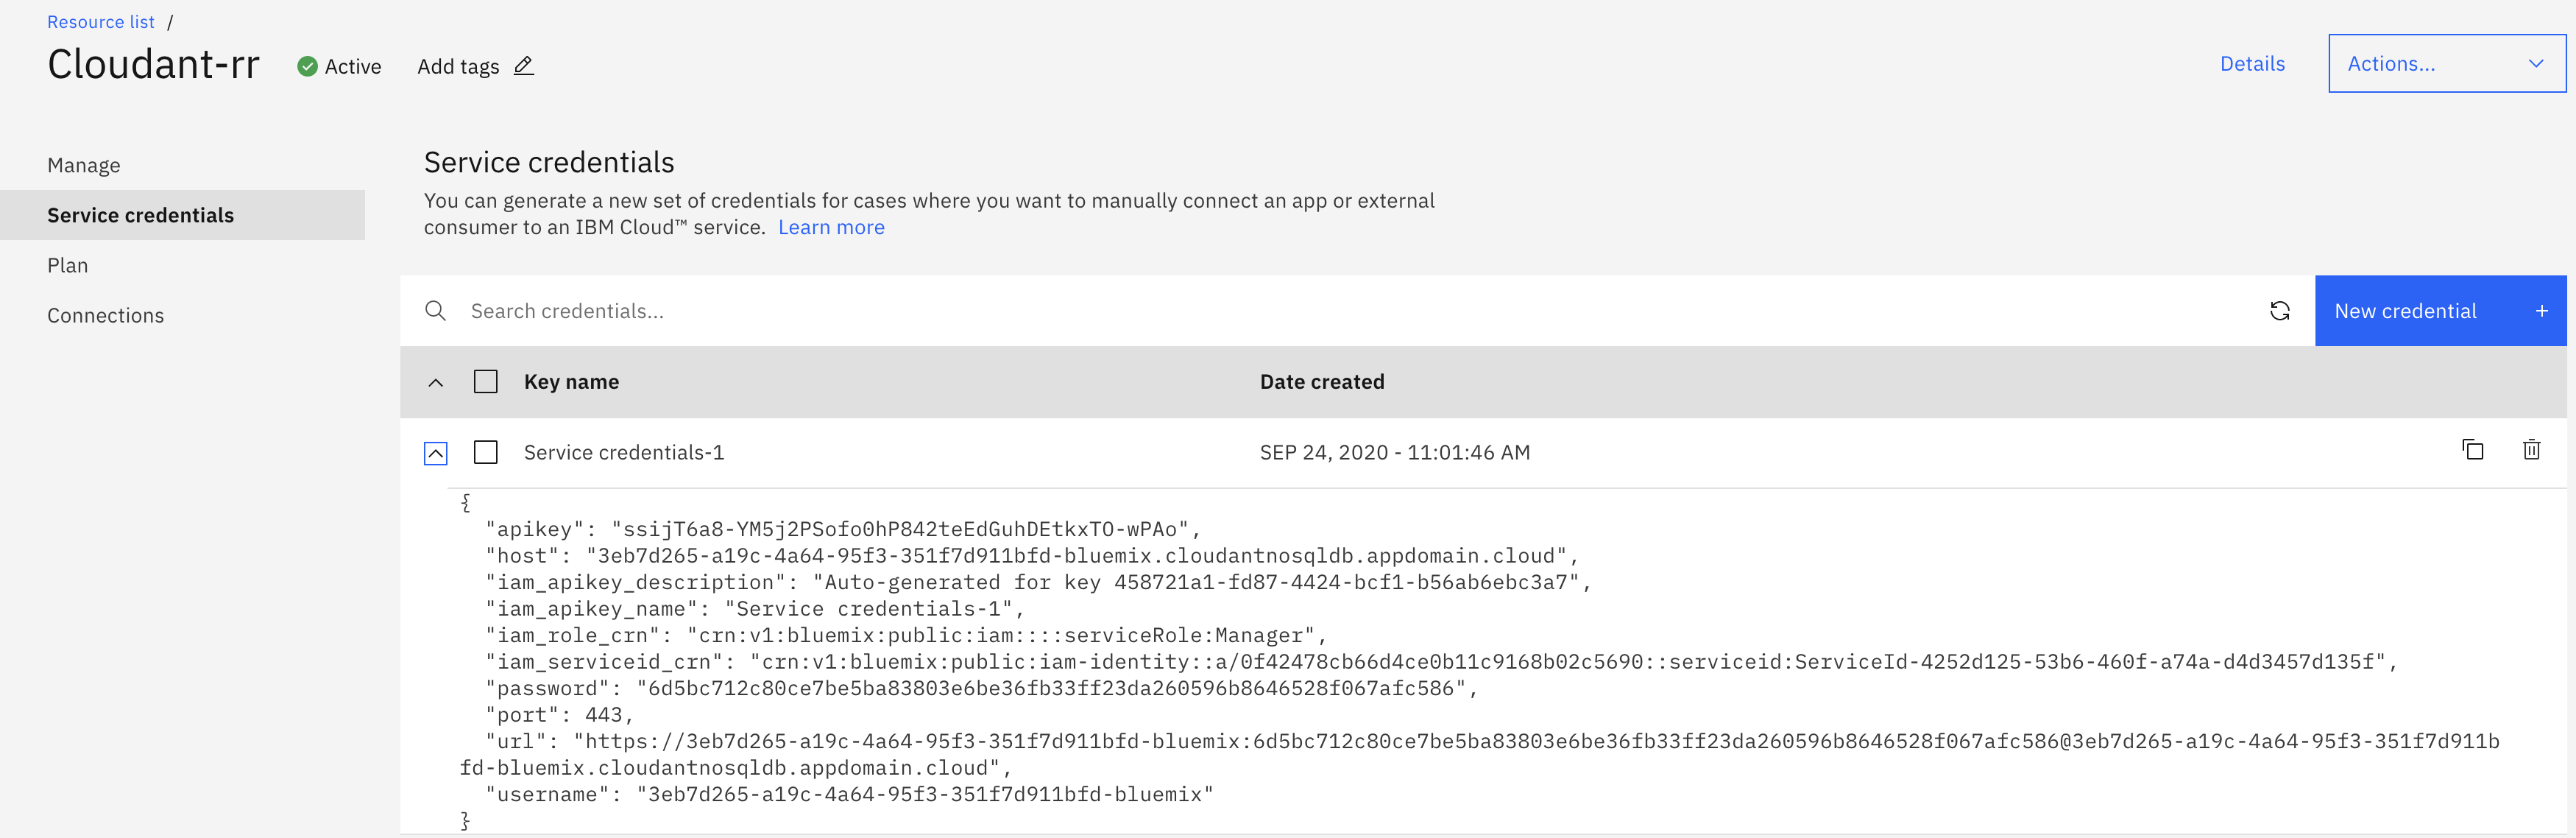 Resource list /
Cloudant-rr Active Add tags Details Actions...
Manage
Service credentials
Plan
Connections
Service credentials
You can generate a new set of credentials for cases where you want to manually connect an app or external
consumer to an IBM Cloud™ service. Learn more
Search credentials... New credential +
Key name Date created
Service credentials-1 SEP 24, 2020 - 11:01:46 AM
{
"apikey": "ssijT6a8-YM5j2PSofo0hP842teEdGuhDEtkxTO-wPAo",
"host": "3eb7d265-a19c-4a64-95f3-351f7d911bfd-bluemix.cloudantnosqldb.appdomain.cloud",
"iam_apikey_description": "Auto-generated for key 458721a1-fd87-4424-bcf1-b56ab6ebc3a7",
"iam_apikey_name": "Service credentials-1",
"iam_role_crn": "crn:v1:bluemix:public:iam::::serviceRole:Manager",
"iam_serviceid_crn": "crn:v1:bluemix:public:iam-identity::a/0f42478cb66d4ce0b11c9168b02c5690::serviceid:ServiceId-4252d125-53b6-460f-a74a-d4d3457d135f",
"password": "6d5bc712c80ce7be5ba83803e6be36fb33ff23da260596b8646528f067afc586",
"port": 443,
"url": "https://3eb7d265-a19c-4a64-95f3-351f7d911bfd-bluemix:6d5bc712c80ce7be5ba83803e6be36fb33ff23da260596b8646528f067afc586@3eb7d265-a19c-4a64-95f3-351f7d911b
fd-bluemix.cloudantnosqldb.appdomain.cloud",
"username": "3eb7d265-a19c-4a64-95f3-351f7d911bfd-bluemix"
}